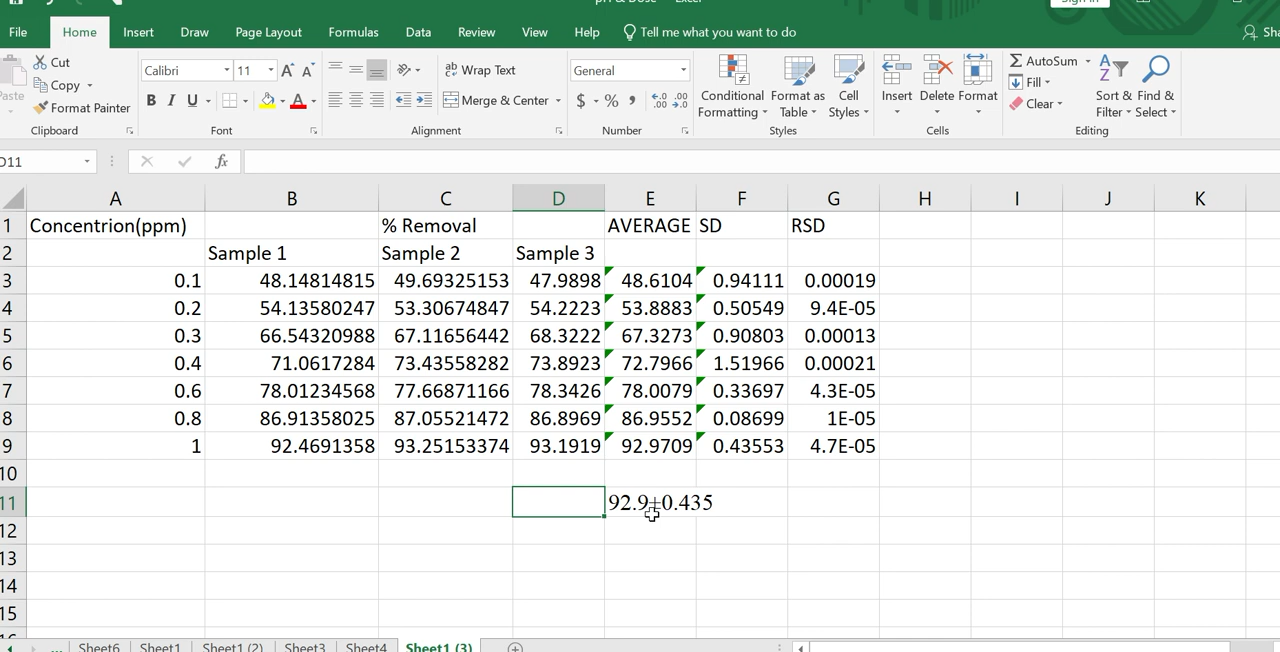 File Home Insert Draw Page Layout Formulas Data Review View Help Tell me what you want to do
Cut
Copy
Format Painter
Clipboard
Calibri 11 A A
B I U A
Font
Wrap Text
Merge & Center
Alignment
General
$ % ,
Number
Conditional Formatting
Format as Table
Cell Styles
Styles
Insert Delete Format
Cells
AutoSum
Fill
Clear
Sort & Filter
Find & Select
Editing
fx
A B C D E F G H I J K
1 Concentrion(ppm) % Removal AVERAGE SD RSD
2 Sample 1 Sample 2 Sample 3
3 0.1 48.14814815 49.69325153 47.9898 48.6104 0.94111 0.00019
4 0.2 54.13580247 53.30674847 54.2223 53.8883 0.50549 9.4E-05
5 0.3 66.54320988 67.11656442 68.3222 67.3273 0.90803 0.00013
6 0.4 71.0617284 73.43558282 73.8923 72.7966 1.51966 0.00021
7 0.6 78.01234568 77.66871166 78.3426 78.0079 0.33697 4.3E-05
8 0.8 86.91358025 87.05521472 86.8969 86.9552 0.08699 1E-05
9 1 92.4691358 93.25153374 93.1919 92.9709 0.43553 4.7E-05
10
11 92.9±0.435
12
13
14
15
... Sheet6 Sheet1 Sheet1 (2) Sheet3 Sheet4 Sheet1 (3)